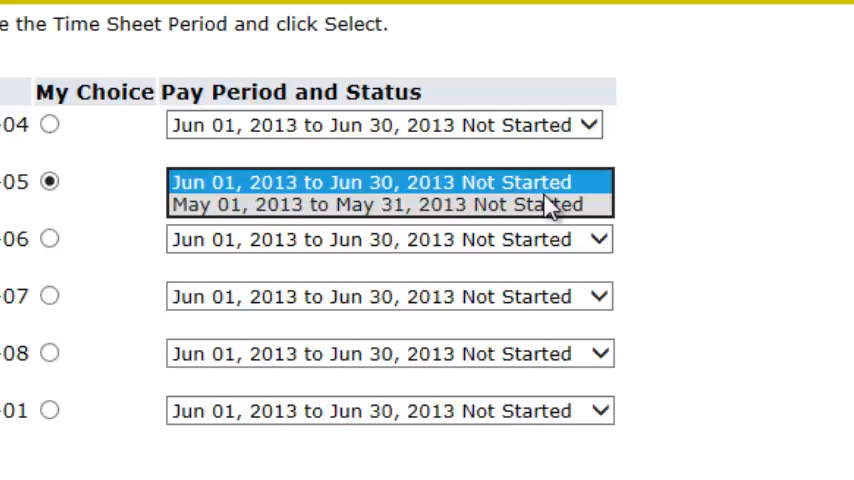 e the Time Sheet Period and click Select.
My Choice Pay Period and Status
-04 Jun 01, 2013 to Jun 30, 2013 Not Started
-05 Jun 01, 2013 to Jun 30, 2013 Not Started
May 01, 2013 to May 31, 2013 Not Started
-06 Jun 01, 2013 to Jun 30, 2013 Not Started
-07 Jun 01, 2013 to Jun 30, 2013 Not Started
-08 Jun 01, 2013 to Jun 30, 2013 Not Started
-01 Jun 01, 2013 to Jun 30, 2013 Not Started